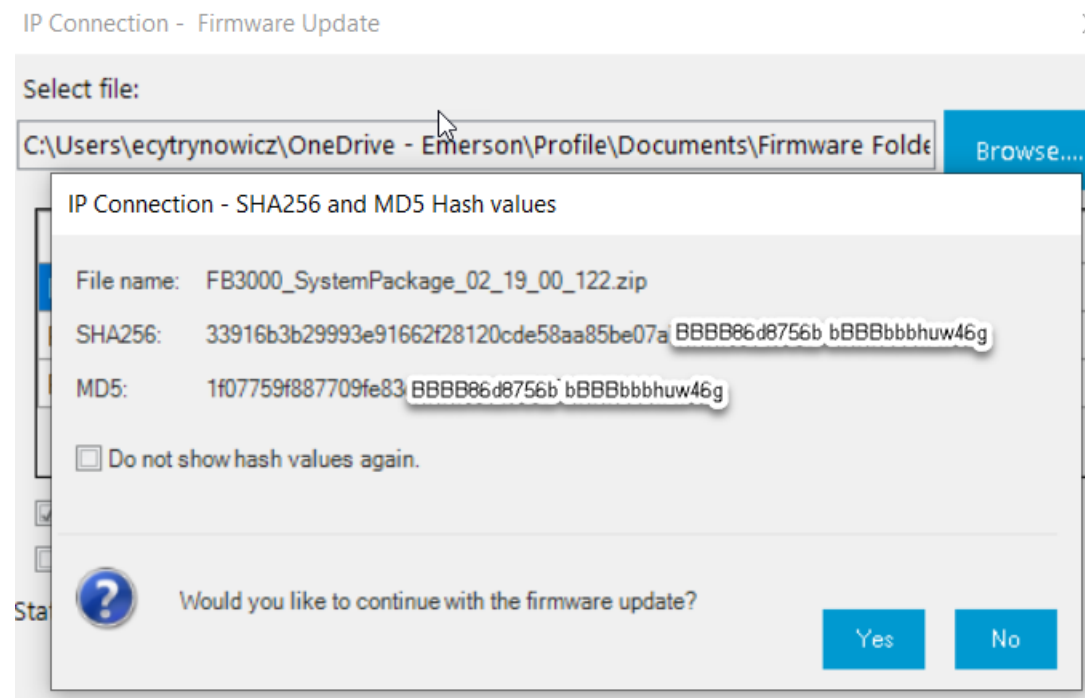 IP Connection - Firmware Update
Select file:
C:\Users\ecytrynowicz\OneDrive - Emerson\Profile\Documents\Firmware Folde
Browse....
IP Connection - SHA256 and MD5 Hash values
File name: FB3000_SystemPackage_02_19_00_122.zip
SHA256: 33916b3b29993e91662f28120cde58aa85be07a BBBB86d8756b bBBBbbbhuw46g
MD5: 1f07759f887709fe83 BBBB86d8756b bBBBbbbhuw46g
Do not show hash values again.
Would you like to continue with the firmware update?
Yes
No